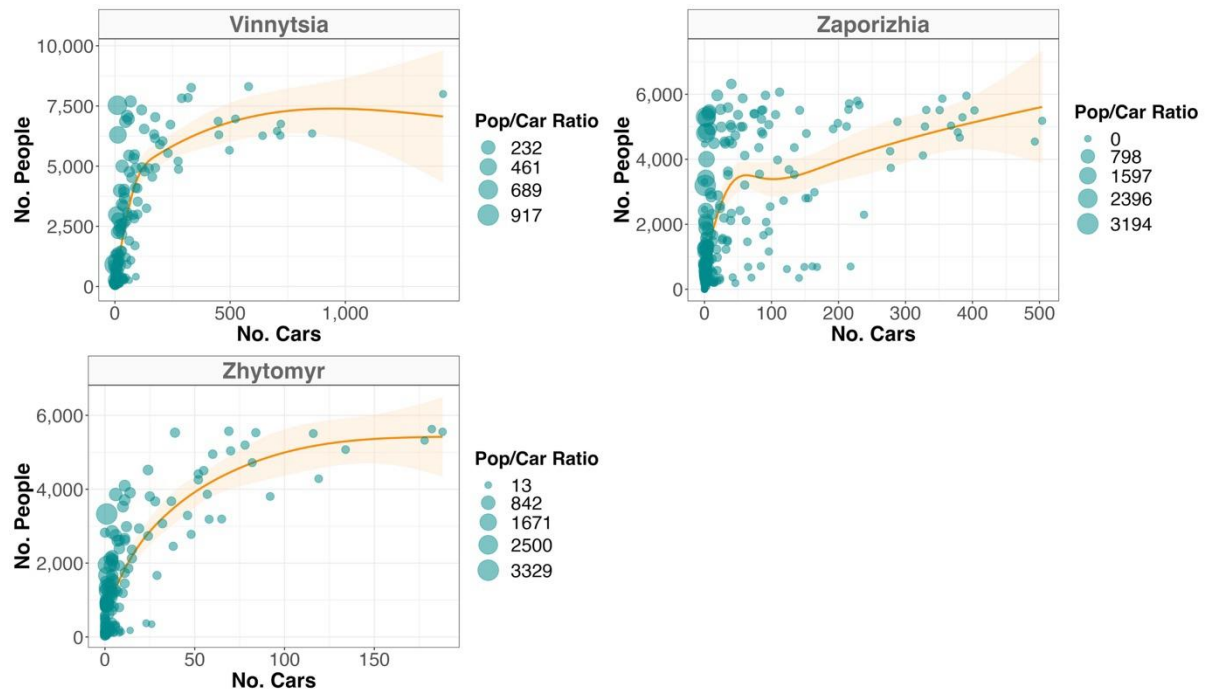 Vinnytsia
10,000
7,500
5,000
2,500
0
No. People
0 500 1,000
No. Cars
Pop/Car Ratio
232
461
689
917
Zaporizhia
6,000
4,000
2,000
0
No. People
0 100 200 300 400 500
No. Cars
Pop/Car Ratio
0
798
1597
2396
3194
Zhytomyr
6,000
4,000
2,000
0
No. People
0 50 100 150
No. Cars
Pop/Car Ratio
13
842
1671
2500
3329